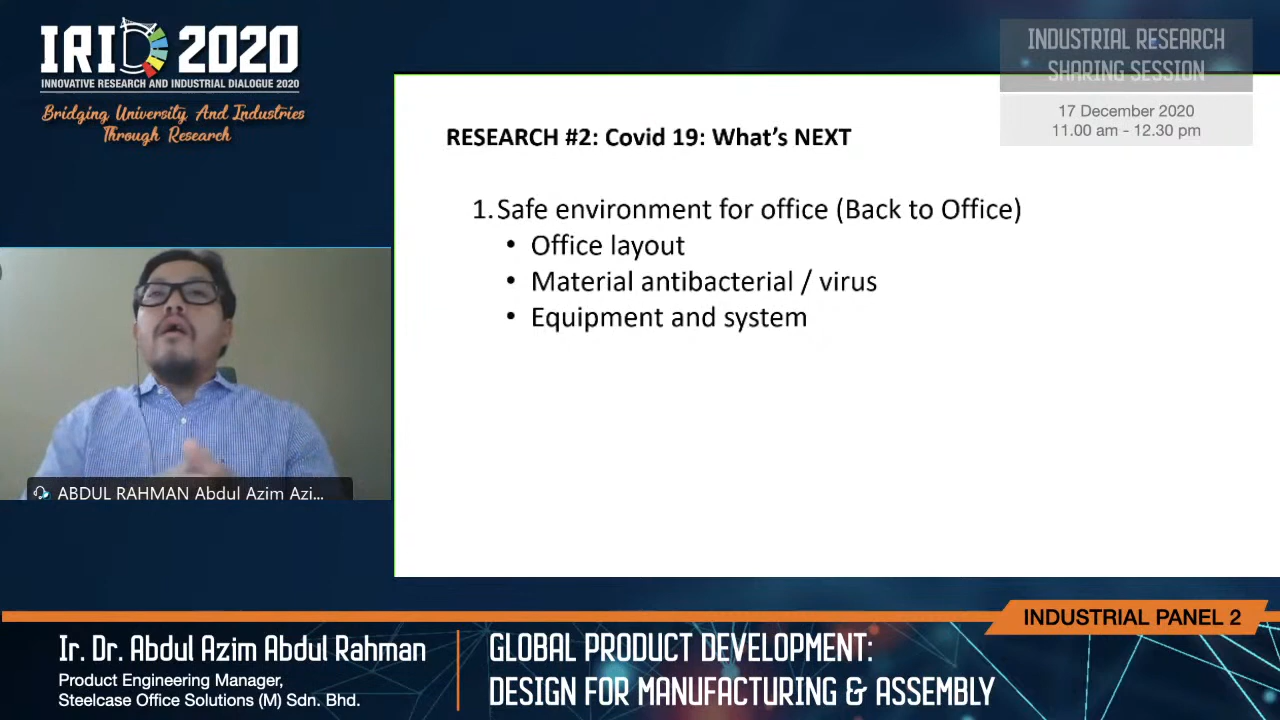 IRID 2020
INNOVATIVE RESEARCH AND INDUSTRIAL DIALOGUE 2020
Bridging University And Industries
Through Research
INDUSTRIAL RESEARCH
SHARING SESSION
17 December 2020
11.00 am - 12.30 pm
RESEARCH #2: Covid 19: What's NEXT
1. Safe environment for office (Back to Office)
• Office layout
• Material antibacterial / virus
• Equipment and system
ABDUL RAHMAN Abdul Azim Azi...
INDUSTRIAL PANEL 2
Ir. Dr. Abdul Azim Abdul Rahman
Product Engineering Manager,
Steelcase Office Solutions (M) Sdn. Bhd.
GLOBAL PRODUCT DEVELOPMENT:
DESIGN FOR MANUFACTURING & ASSEMBLY